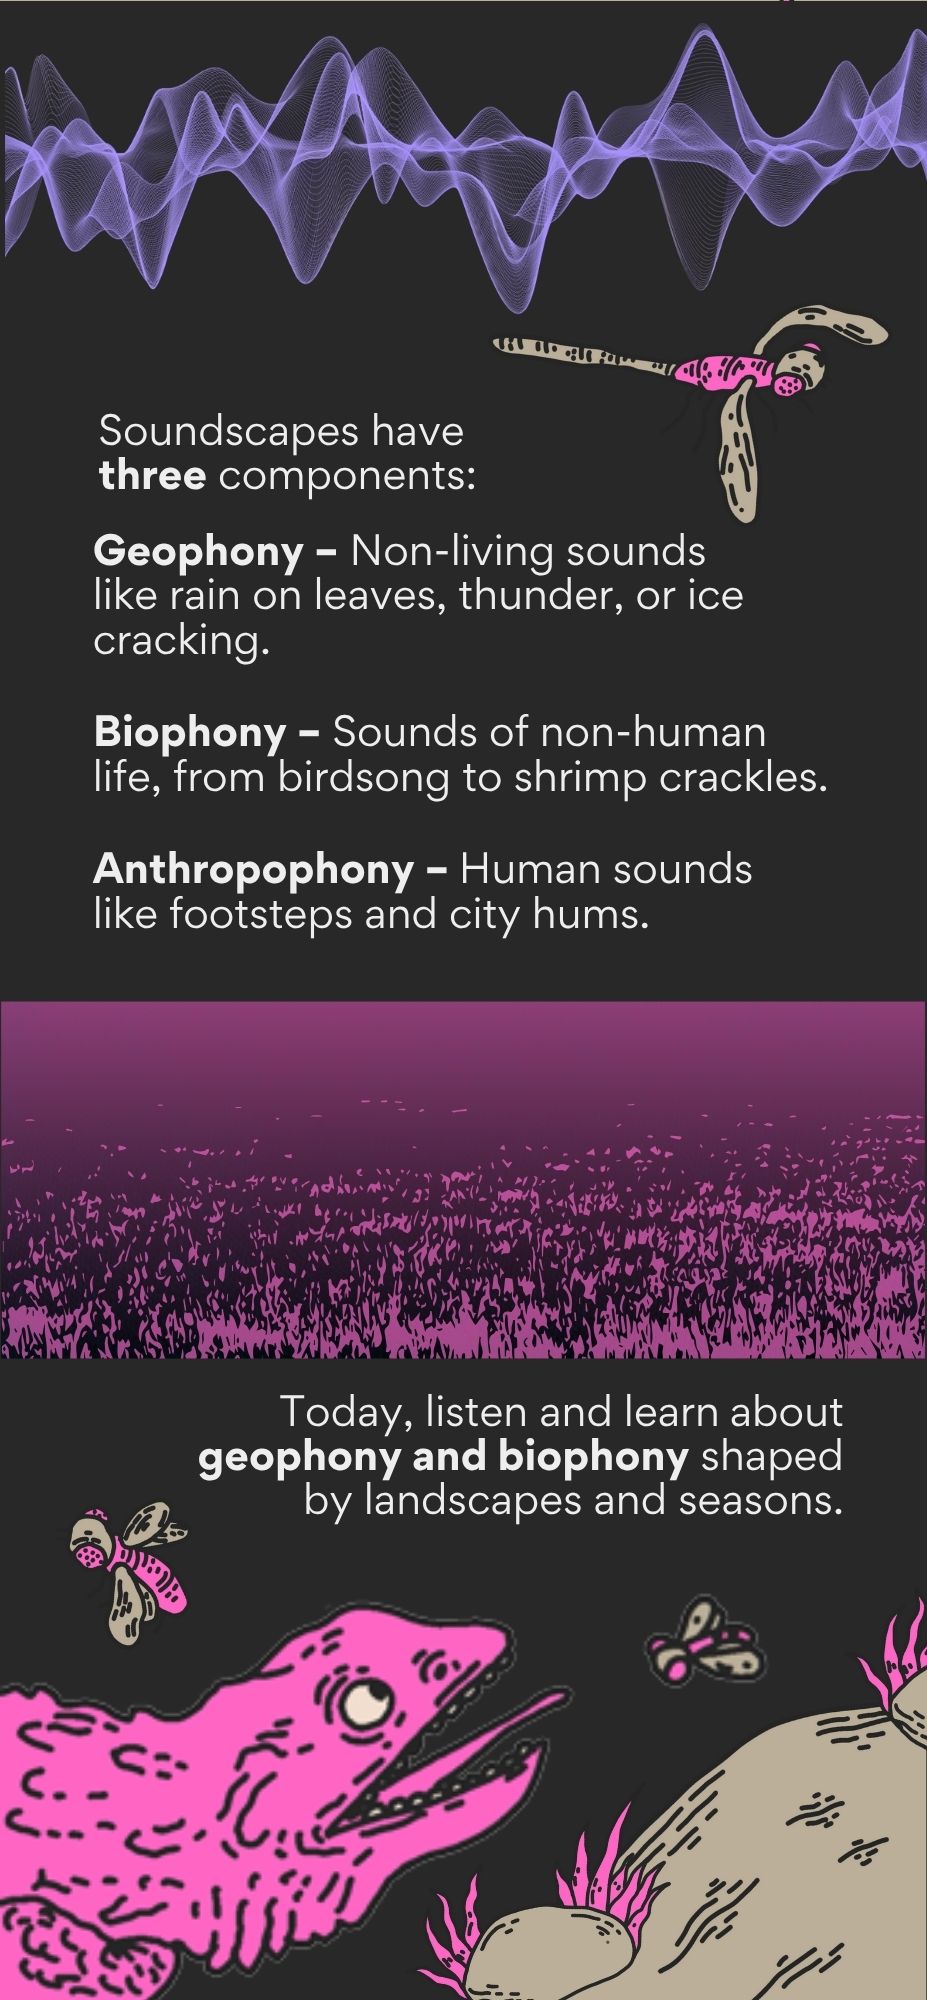 Soundscapes have
three components:
Geophony – Non-living sounds
like rain on leaves, thunder, or ice
cracking.
Biophony – Sounds of non-human
life, from birdsong to shrimp crackles.
Anthropophony – Human sounds
like footsteps and city hums.
Today, listen and learn about
geophony and biophony shaped
by landscapes and seasons.